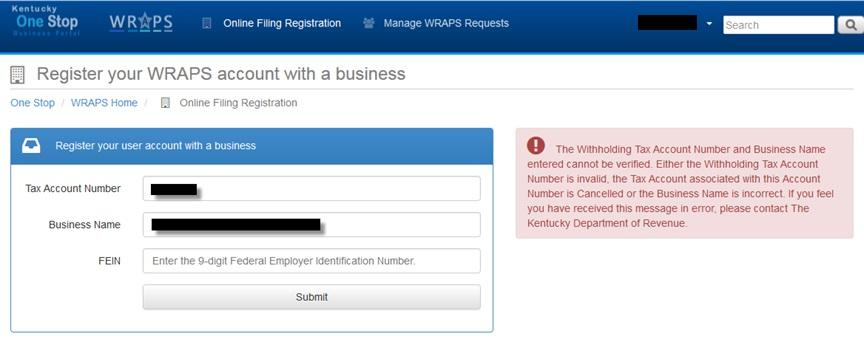 Kentucky
One Stop
Business Portal
WRAPS
Online Filing Registration
Manage WRAPS Requests
Search
Register your WRAPS account with a business
One Stop / WRAPS Home / Online Filing Registration
Register your user account with a business
Tax Account Number
Business Name
FEIN
Enter the 9-digit Federal Employer Identification Number.
Submit
The Withholding Tax Account Number and Business Name
entered cannot be verified. Either the Withholding Tax Account
Number is invalid, the Tax Account associated with this Account
Number is Cancelled or the Business Name is incorrect. If you feel
you have received this message in error, please contact The
Kentucky Department of Revenue.